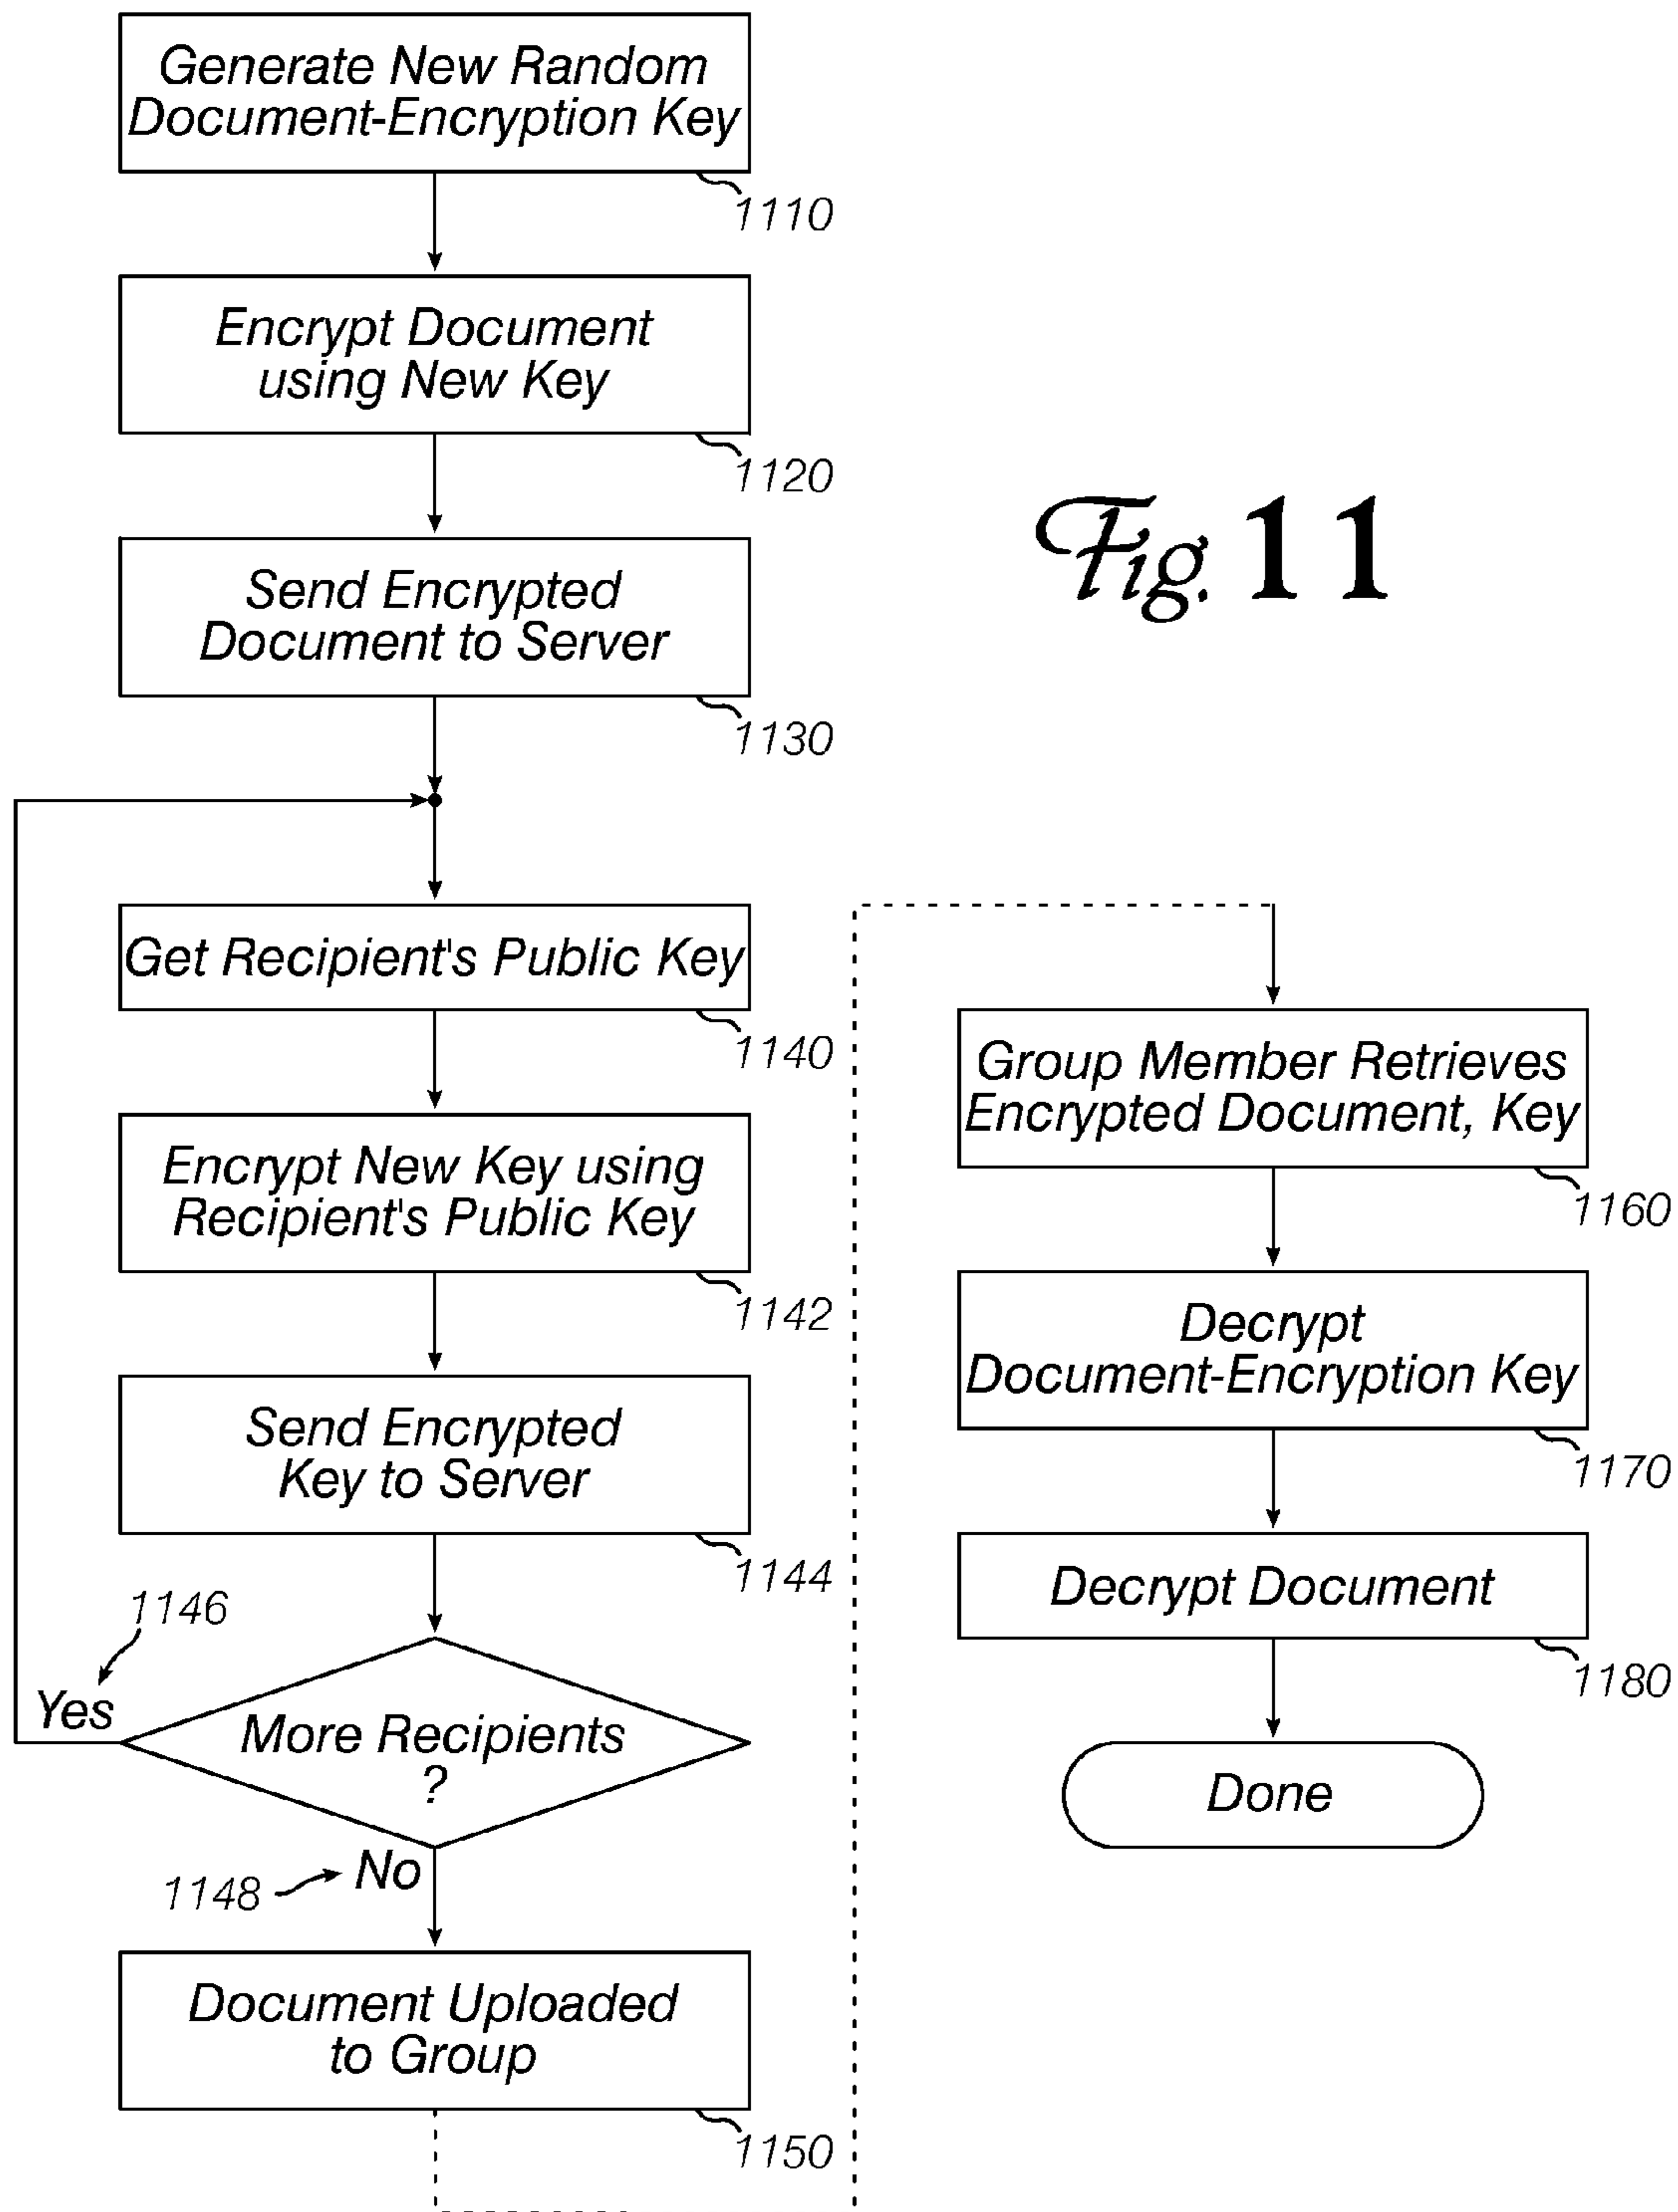 Generate New Random
Document-Encryption Key
1110
Encrypt Document
using New Key
1120
Send Encrypted
Document to Server
1130
Fig. 11
Get Recipient's Public Key
1140
Encrypt New Key using
Recipient's Public Key
1142
Send Encrypted
Key to Server
1144
1146
Yes
More Recipients
?
No
1148
Document Uploaded
to Group
1150
Group Member Retrieves
Encrypted Document, Key
1160
Decrypt
Document-Encryption Key
1170
Decrypt Document
1180
Done